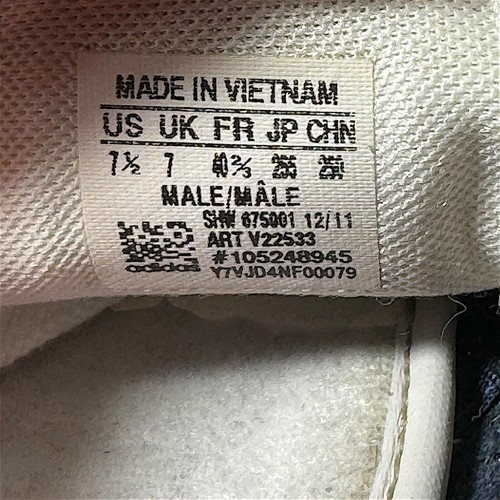 MADE IN VIETNAM
US UK FR JP CHN
7½ 7 40⅔ 255 250
MALE/MÂLE
SH# 675001 12/11
ART V22533
#105248945
adidas Y7VJD4NF00079